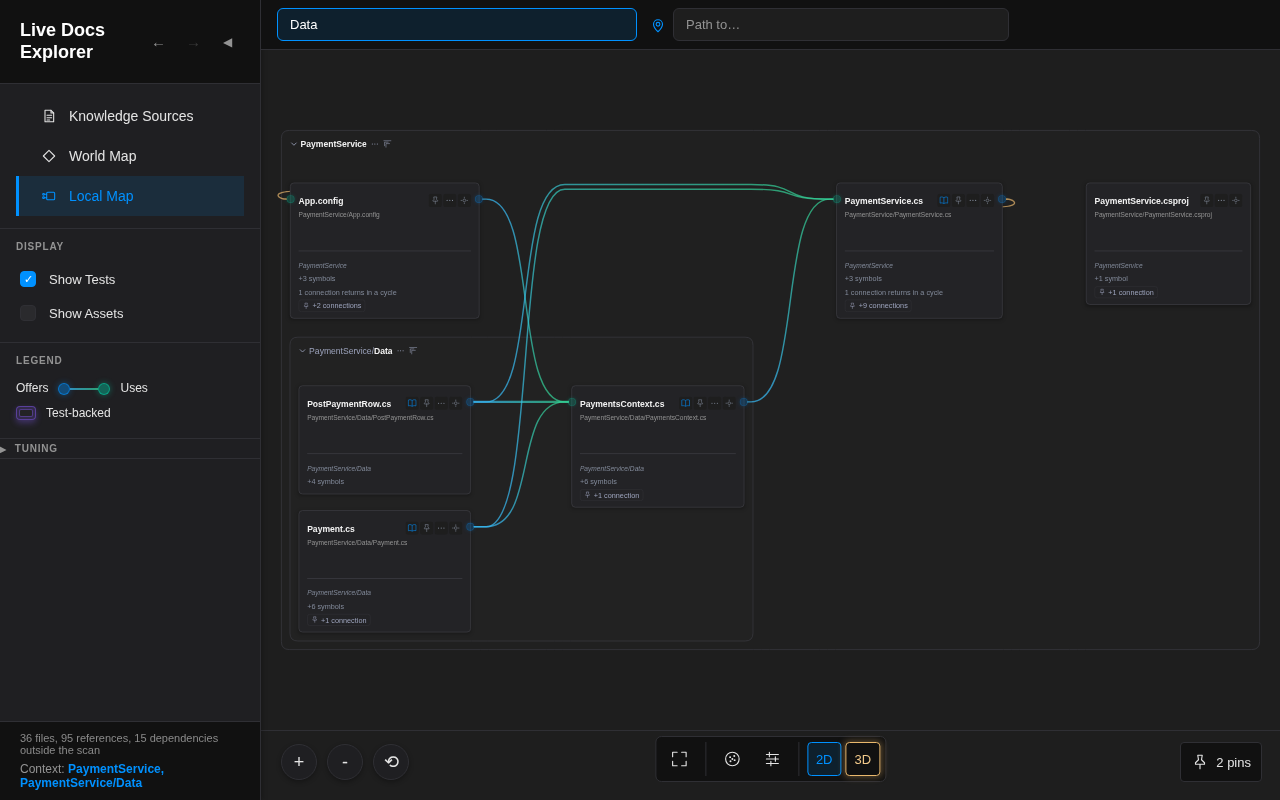 Live Docs
Explorer
Data
Path to…
Knowledge Sources
World Map
Local Map
DISPLAY
Show Tests
Show Assets
LEGEND
Offers
Uses
Test-backed
TUNING
36 files, 95 references, 15 dependencies
outside the scan
Context: PaymentService,
PaymentService/Data
PaymentService
App.config
PaymentService/App.config
PaymentService
+3 symbols
1 connection returns in a cycle
+2 connections
PaymentService.cs
PaymentService/PaymentService.cs
PaymentService
+3 symbols
1 connection returns in a cycle
+9 connections
PaymentService.csproj
PaymentService/PaymentService.csproj
PaymentService
+1 symbol
+1 connection
PaymentService/Data
PostPaymentRow.cs
PaymentService/Data/PostPaymentRow.cs
PaymentService/Data
+4 symbols
PaymentsContext.cs
PaymentService/Data/PaymentsContext.cs
PaymentService/Data
+6 symbols
+1 connection
Payment.cs
PaymentService/Data/Payment.cs
PaymentService/Data
+6 symbols
+1 connection
+
-
2D
3D
2 pins